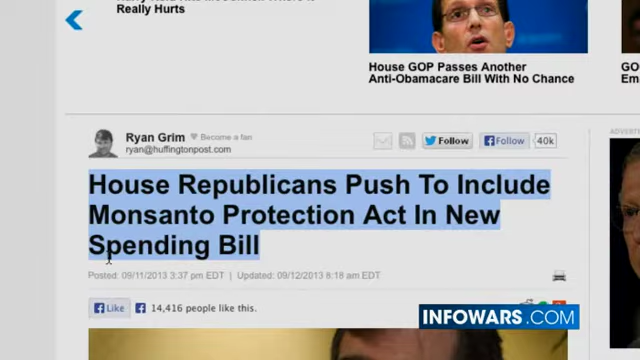 Really Hurts
House GOP Passes Another
Anti-Obamacare Bill With No Chance
GO
Em
Ryan Grim
Become a fan
ryan@huffingtonpost.com
Follow
Follow
40k
House Republicans Push To Include
Monsanto Protection Act In New
Spending Bill
Posted: 09/11/2013 3:37 pm EDT | Updated: 09/12/2013 8:18 am EDT
Like
14,416 people like this.
INFOWARS.COM